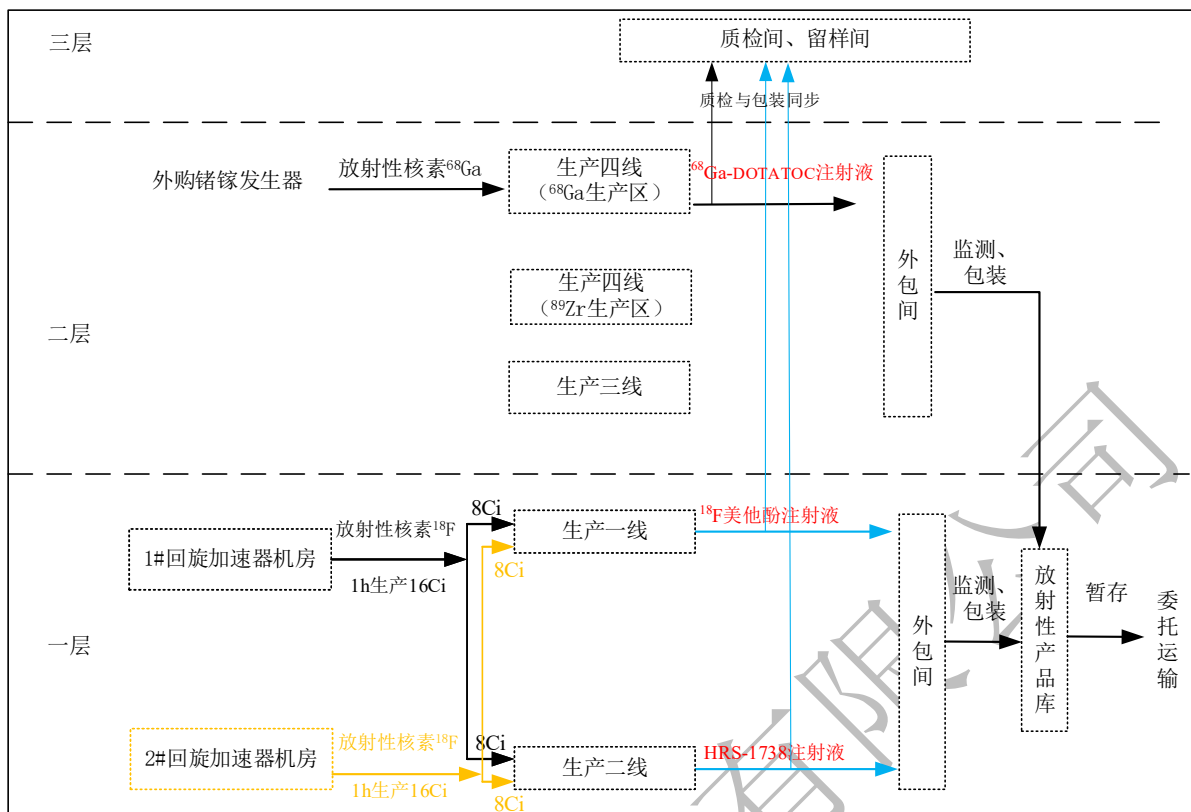 三层
质检间、留样间
质检与包装同步
二层
外购锗镓发生器
放射性核素⁶⁸Ga
生产四线
(⁶⁸Ga生产区)
⁶⁸Ga-DOTATOC注射液
生产四线
(⁸⁹Zr生产区)
生产三线
外包间
监测、
包装
一层
1#回旋加速器机房
放射性核素¹⁸F
1h生产16Ci
8Ci
8Ci
生产一线
¹⁸F美他酚注射液
2#回旋加速器机房
放射性核素¹⁸F
1h生产16Ci
8Ci
8Ci
生产二线
HRS-1738注射液
外包间
监测、
包装
放射性产品库
暂存
委托运输
有限公司